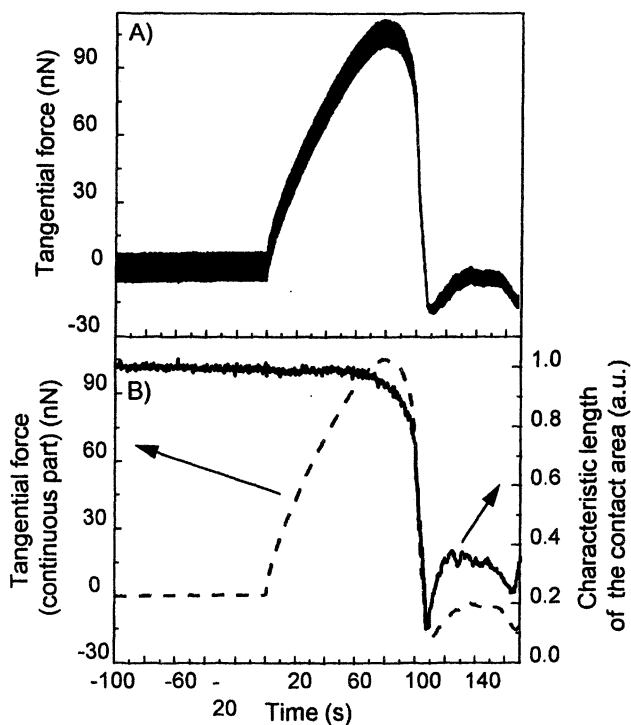 A)
Tangential force (nN)
90
60
30
0
-30
B)
Tangential force
(continuous part) (nN)
90
60
30
0
-30
1.0
0.8
0.6
0.4
0.2
0.0
Characteristic length
of the contact area (a.u.)
-100 -60 - 20 60 100 140
20
Time (s)